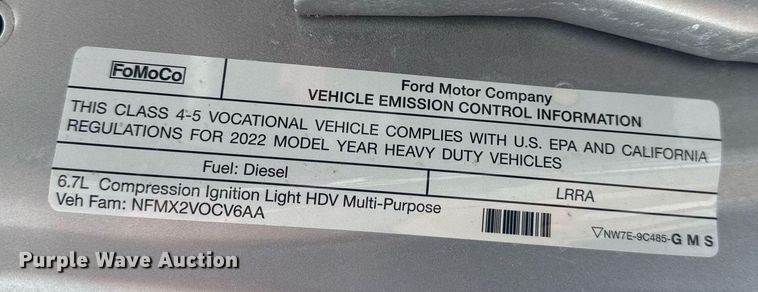 FoMoCo
Ford Motor Company
VEHICLE EMISSION CONTROL INFORMATION
THIS CLASS 4-5 VOCATIONAL VEHICLE COMPLIES WITH U.S. EPA AND CALIFORNIA
REGULATIONS FOR 2022 MODEL YEAR HEAVY DUTY VEHICLES
Fuel: Diesel
LRRA
6.7L Compression Ignition Light HDV Multi-Purpose
Veh Fam: NFMX2VOCV6AA
▽NW7E-9C485-G M S
Purple Wave Auction